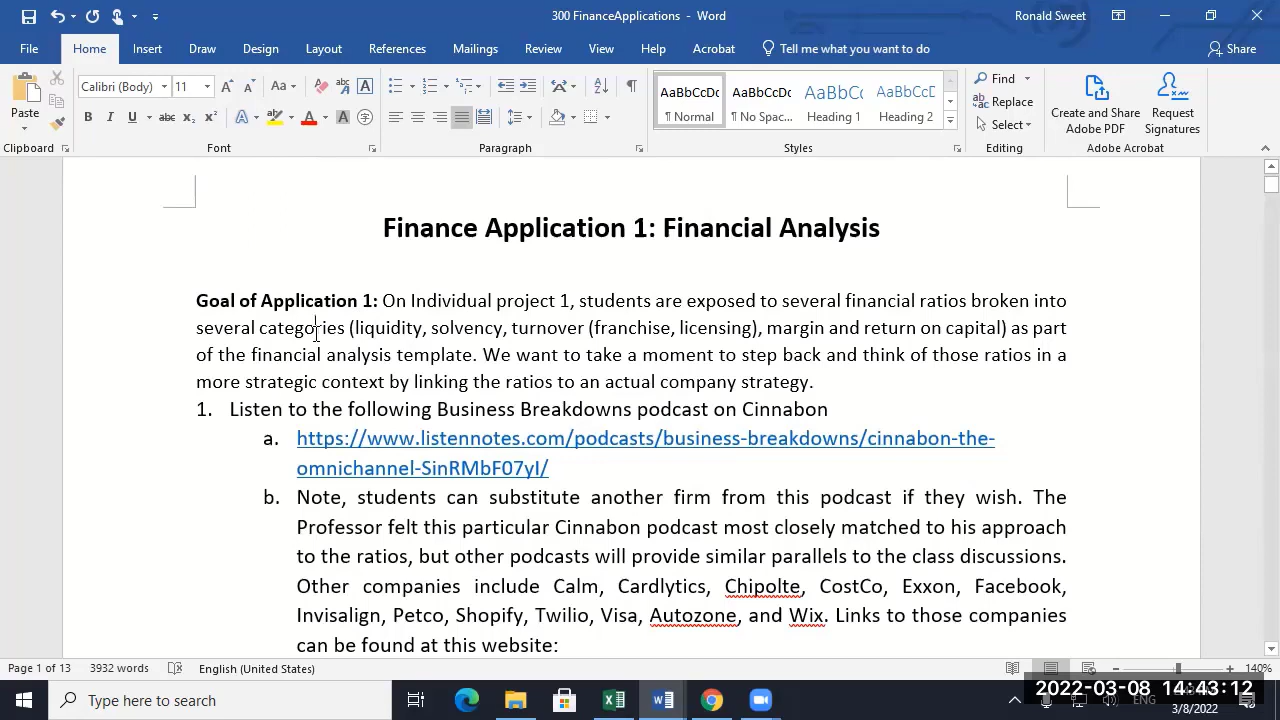 300 FinanceApplications - Word
Ronald Sweet
File Home Insert Draw Design Layout References Mailings Review View Help Acrobat Tell me what you want to do Share
Paste
Calibri (Body) 11
AaBbCcDc AaBbCcDc AaBbCc AaBbCcE
¶ Normal ¶ No Spac... Heading 1 Heading 2
Find
Replace
Select
Create and Share
Adobe PDF
Request
Signatures
Clipboard Font Paragraph Styles Editing Adobe Acrobat
Finance Application 1: Financial Analysis
Goal of Application 1: On Individual project 1, students are exposed to several financial ratios broken into
several categories (liquidity, solvency, turnover (franchise, licensing), margin and return on capital) as part
of the financial analysis template. We want to take a moment to step back and think of those ratios in a
more strategic context by linking the ratios to an actual company strategy.
1. Listen to the following Business Breakdowns podcast on Cinnabon
a. https://www.listennotes.com/podcasts/business-breakdowns/cinnabon-the-
omnichannel-SinRMbF07yI/
b. Note, students can substitute another firm from this podcast if they wish. The
Professor felt this particular Cinnabon podcast most closely matched to his approach
to the ratios, but other podcasts will provide similar parallels to the class discussions.
Other companies include Calm, Cardlytics, Chipolte, CostCo, Exxon, Facebook,
Invisalign, Petco, Shopify, Twilio, Visa, Autozone, and Wix. Links to those companies
can be found at this website:
Page 1 of 13 3932 words English (United States) 140%
Type here to search
2022-03-08 14:43:12
ENG
3/8/2022